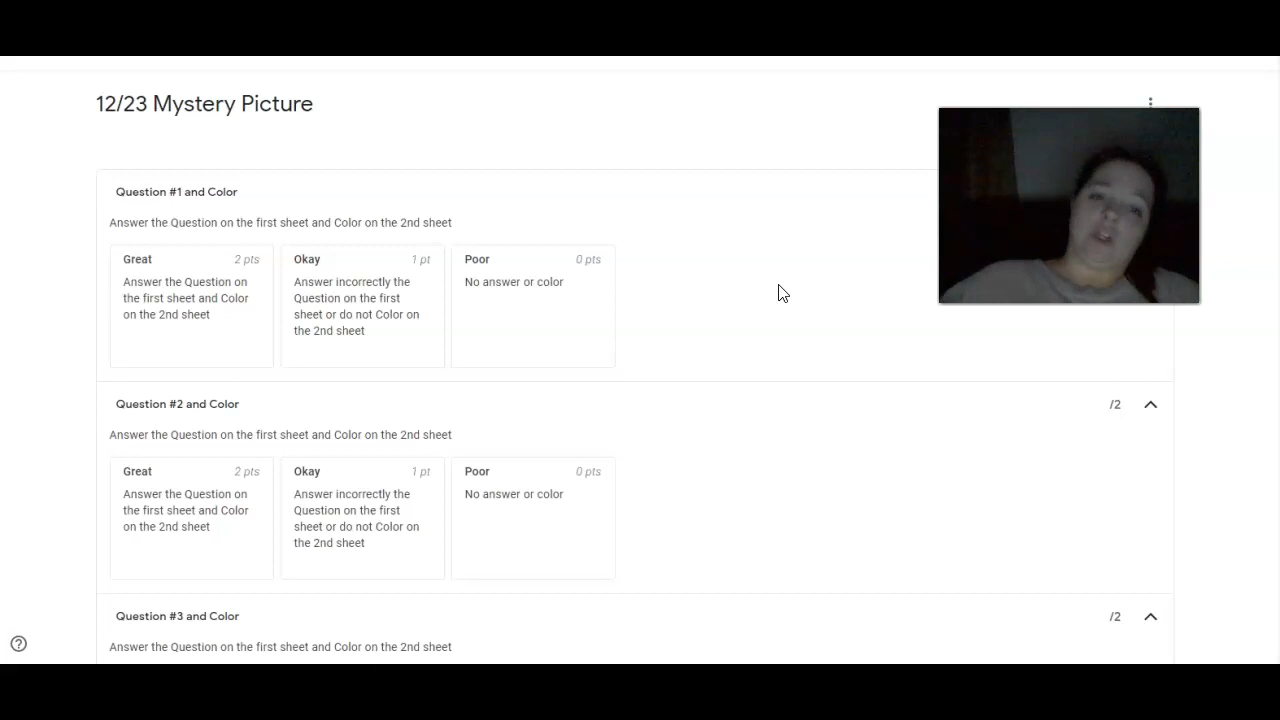 12/23 Mystery Picture
Question #1 and Color
Answer the Question on the first sheet and Color on the 2nd sheet
Great 2 pts
Answer the Question on
the first sheet and Color
on the 2nd sheet
Okay 1 pt
Answer incorrectly the
Question on the first
sheet or do not Color on
the 2nd sheet
Poor 0 pts
No answer or color
Question #2 and Color /2
Answer the Question on the first sheet and Color on the 2nd sheet
Great 2 pts
Answer the Question on
the first sheet and Color
on the 2nd sheet
Okay 1 pt
Answer incorrectly the
Question on the first
sheet or do not Color on
the 2nd sheet
Poor 0 pts
No answer or color
Question #3 and Color /2
Answer the Question on the first sheet and Color on the 2nd sheet